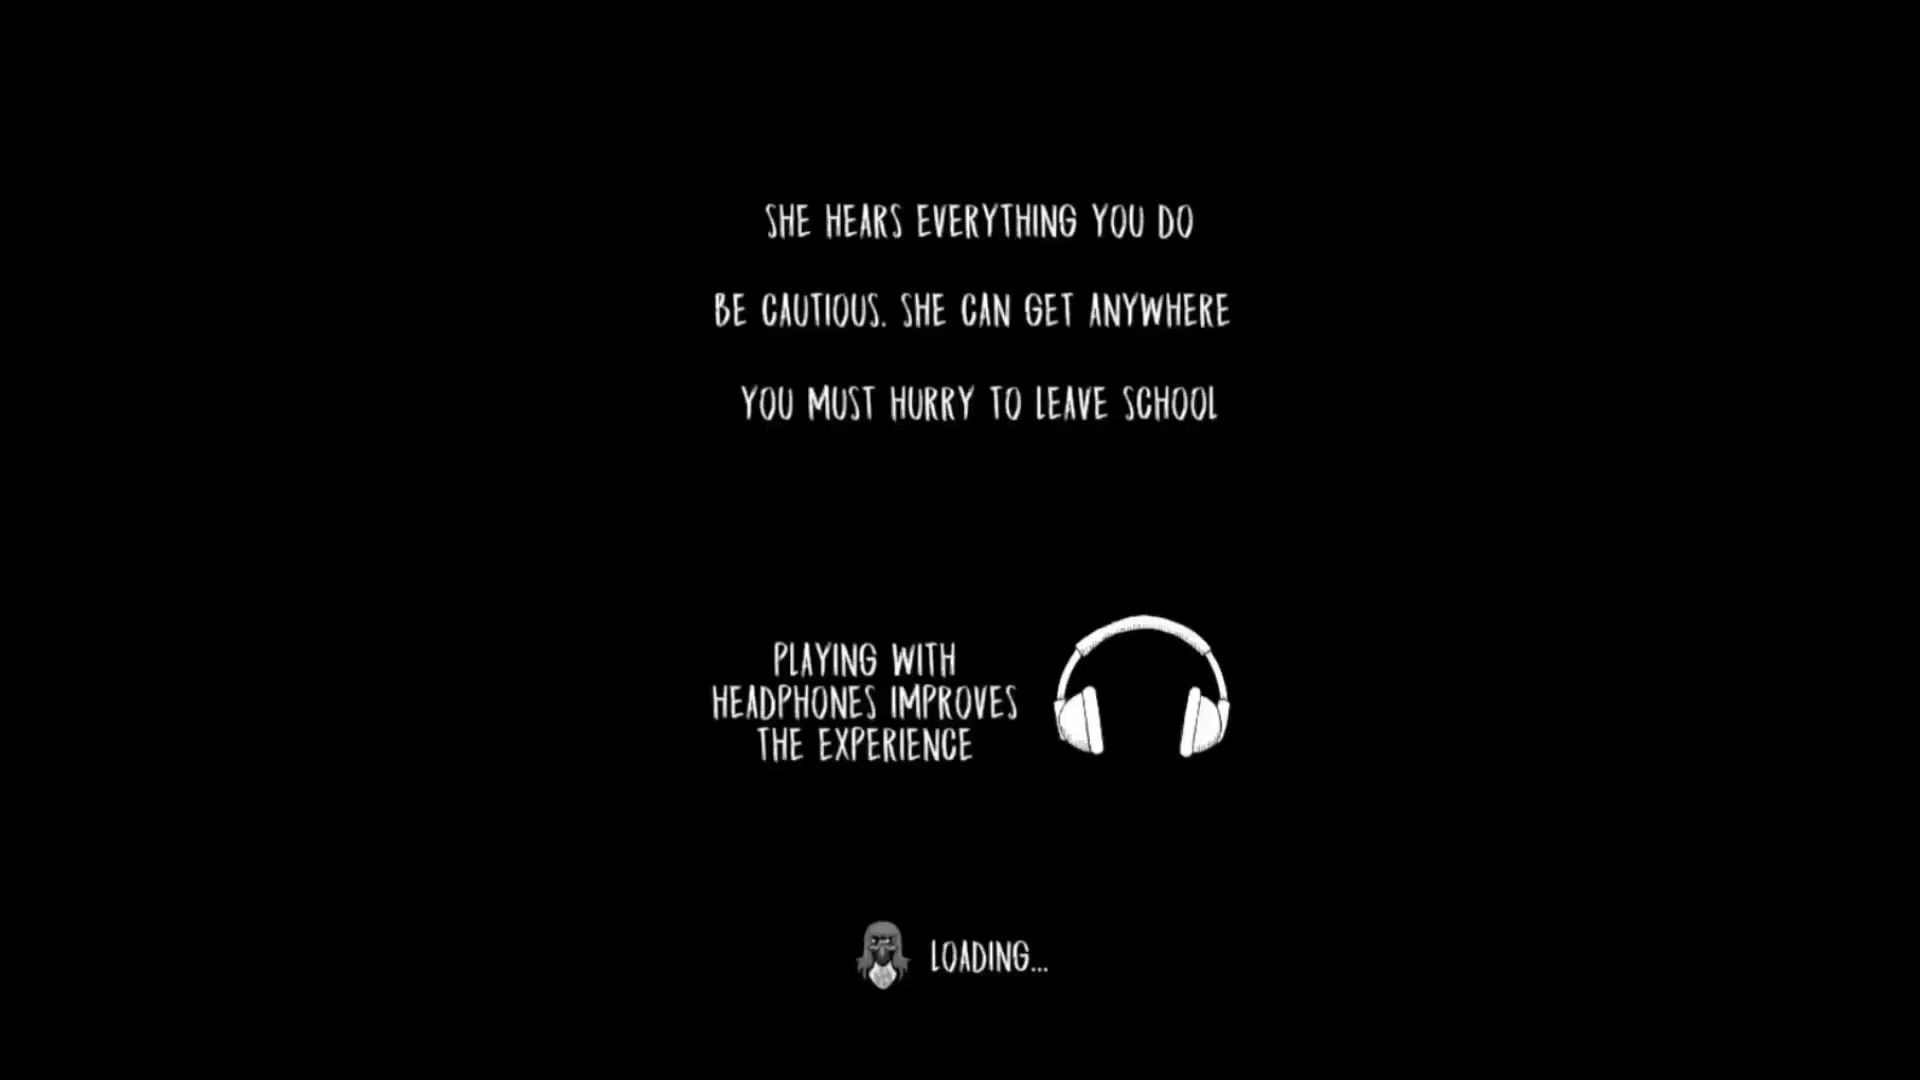 SHE HEARS EVERYTHING YOU DO
BE CAUTIOUS. SHE CAN GET ANYWHERE
YOU MUST HURRY TO LEAVE SCHOOL
PLAYING WITH
HEADPHONES IMPROVES
THE EXPERIENCE
LOADING...